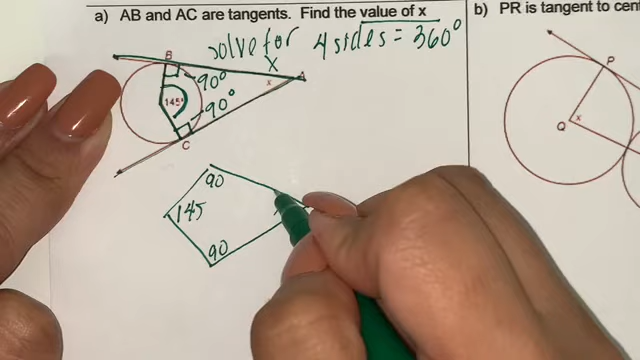 a) AB and AC are tangents. Find the value of x
b) PR is tangent to cent
solve for 4 sides = 360°
x
B
90°
x
A
145°
90°
C
P
Q
x
90
145
90